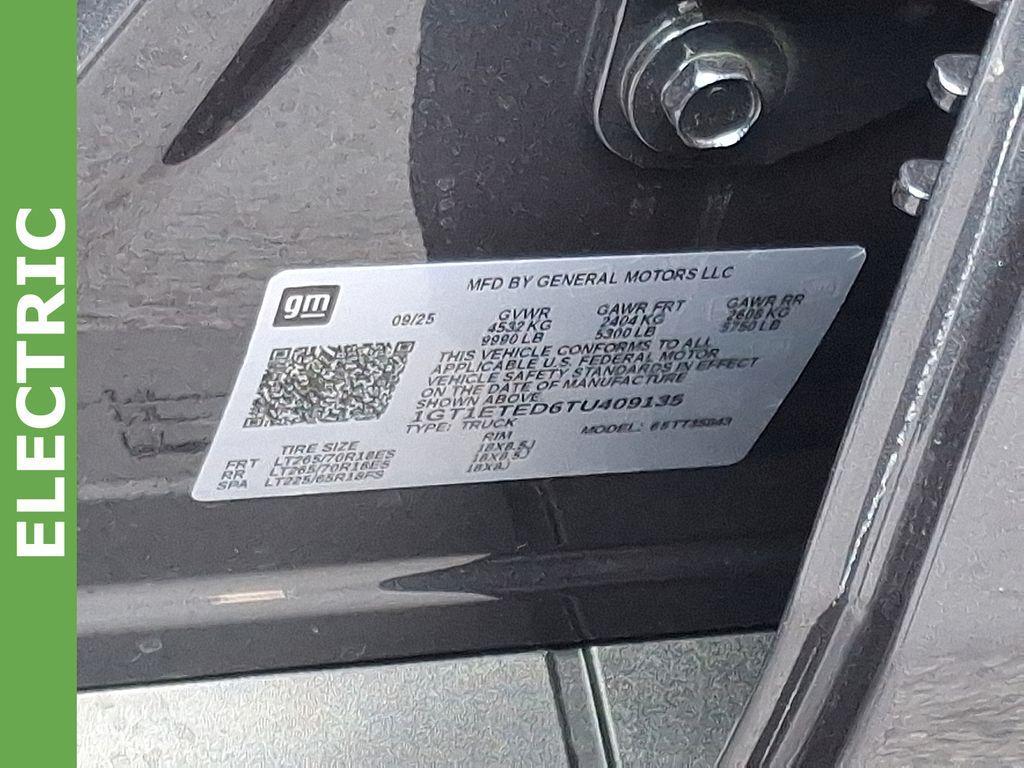 ELECTRIC
gm
MFD BY GENERAL MOTORS LLC
09/25
GVWR
4532 KG
9990 LB
GAWR FRT
2404 KG
5300 LB
GAWR RR
2608 KG
5750 LB
THIS VEHICLE CONFORMS TO ALL
APPLICABLE U.S. FEDERAL MOTOR
VEHICLE SAFETY STANDARDS IN EFFECT
ON THE DATE OF MANUFACTURE
SHOWN ABOVE
1GT1ETED6TU409135
TYPE: TRUCK
MODEL:
TIRE SIZE
RIM
FRT LT265/70R18ES 18X8.5J
RR LT265/70R18ES 18X8.5J
SPA LT225/65R18FS 18X8J